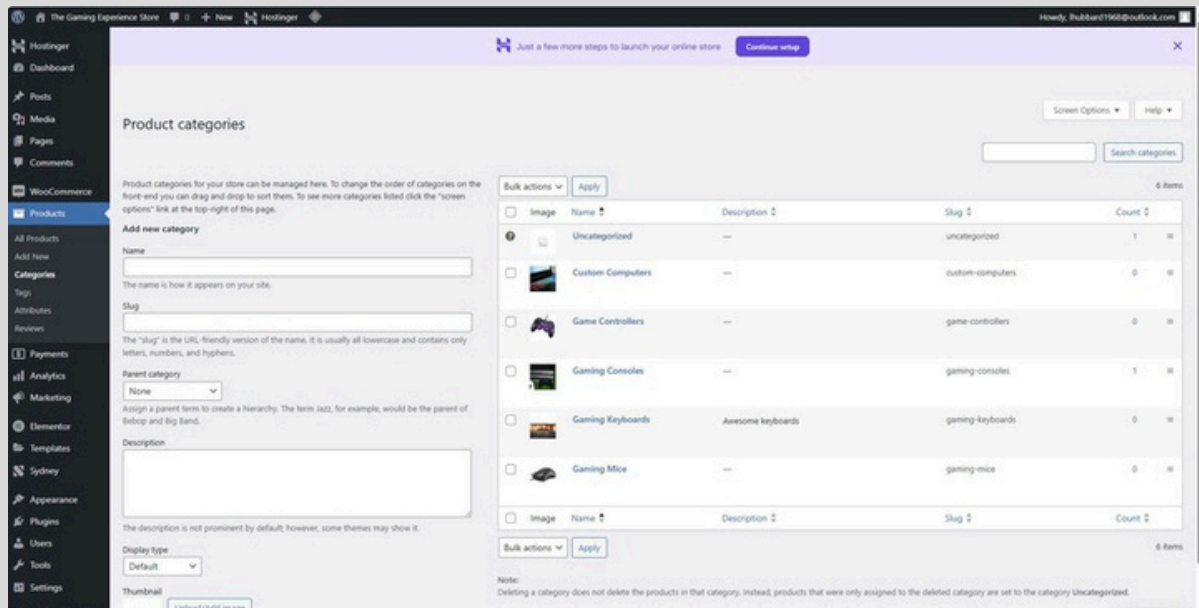 The Gaming Experience Store 0 + New Hostinger
Howdy, lhubbard1968@outlook.com
Hostinger
Dashboard
Posts
Media
Pages
Comments
WooCommerce
Products
All Products
Add New
Categories
Tags
Attributes
Reviews
Payments
Analytics
Marketing
Elementor
Templates
Sydney
Appearance
Plugins
Users
Tools
Settings
Just a few more steps to launch your online store Continue setup
Screen Options Help
Product categories
Search categories
Product categories for your store can be managed here. To change the order of categories on the
front-end you can drag and drop to sort them. To see more categories listed click the "screen
options" link at the top-right of this page.
Add new category
Name
The name is how it appears on your site.
Slug
The "slug" is the URL-friendly version of the name. It is usually all lowercase and contains only
letters, numbers, and hyphens.
Parent category
None
Assign a parent term to create a hierarchy. The term Jazz, for example, would be the parent of
Bebop and Big Band.
Description
The description is not prominent by default; however, some themes may show it.
Display type
Default
Thumbnail
Upload/Add image
Bulk actions Apply 6 items
Image Name Description Slug Count
Uncategorized — uncategorized 1
Custom Computers — custom-computers 0
Game Controllers — game-controllers 0
Gaming Consoles — gaming-consoles 1
Gaming Keyboards Awesome keyboards gaming-keyboards 0
Gaming Mice — gaming-mice 0
Image Name Description Slug Count
Bulk actions Apply 6 items
Note:
Deleting a category does not delete the products in that category. Instead, products that were only assigned to the deleted category are set to the category Uncategorized.